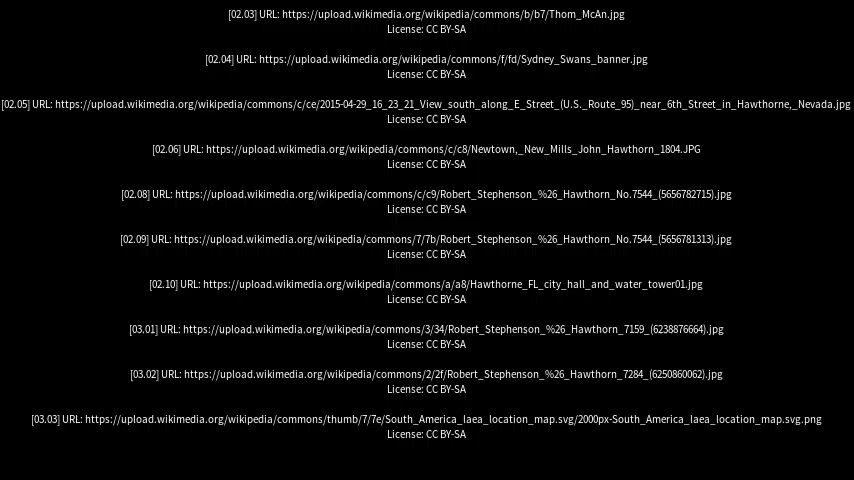 [02.03] URL: https://upload.wikimedia.org/wikipedia/commons/b/b7/Thom_McAn.jpg
License: CC BY-SA
[02.04] URL: https://upload.wikimedia.org/wikipedia/commons/f/fd/Sydney_Swans_banner.jpg
License: CC BY-SA
[02.05] URL: https://upload.wikimedia.org/wikipedia/commons/c/ce/2015-04-29_16_23_21_View_south_along_E_Street_(U.S._Route_95)_near_6th_Street_in_Hawthorne,_Nevada.jpg
License: CC BY-SA
[02.06] URL: https://upload.wikimedia.org/wikipedia/commons/c/c8/Newtown,_New_Mills_John_Hawthorn_1804.JPG
License: CC BY-SA
[02.08] URL: https://upload.wikimedia.org/wikipedia/commons/c/c9/Robert_Stephenson_%26_Hawthorn_No.7544_(5656782715).jpg
License: CC BY-SA
[02.09] URL: https://upload.wikimedia.org/wikipedia/commons/7/7b/Robert_Stephenson_%26_Hawthorn_No.7544_(5656781313).jpg
License: CC BY-SA
[02.10] URL: https://upload.wikimedia.org/wikipedia/commons/a/a8/Hawthorne_FL_city_hall_and_water_tower01.jpg
License: CC BY-SA
[03.01] URL: https://upload.wikimedia.org/wikipedia/commons/3/34/Robert_Stephenson_%26_Hawthorn_7159_(6238876664).jpg
License: CC BY-SA
[03.02] URL: https://upload.wikimedia.org/wikipedia/commons/2/2f/Robert_Stephenson_%26_Hawthorn_7284_(6250860062).jpg
License: CC BY-SA
[03.03] URL: https://upload.wikimedia.org/wikipedia/commons/thumb/7/7e/South_America_laea_location_map.svg/2000px-South_America_laea_location_map.svg.png
License: CC BY-SA